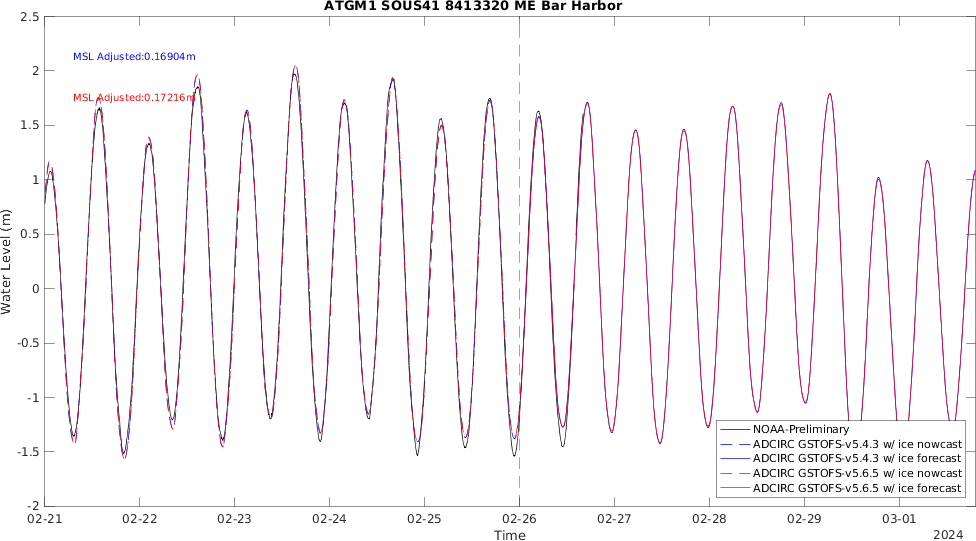 ATGM1 SOUS41 8413320 ME Bar Harbor
2.5
MSL Adjusted:0.16904m
2
MSL Adjusted:0.17216m
1.5
1
0.5
Water Level (m)
0
-0.5
-1
NOAA-Preliminary
ADCIRC GSTOFS-v5.4.3 w/ ice nowcast
-1.5
ADCIRC GSTOFS-v5.4.3 w/ ice forecast
ADCIRC GSTOFS-v5.6.5 w/ ice nowcast
ADCIRC GSTOFS-v5.6.5 w/ ice forecast
-2
02-21 02-22 02-23 02-24 02-25 02-26 02-27 02-28 02-29 03-01
Time
2024